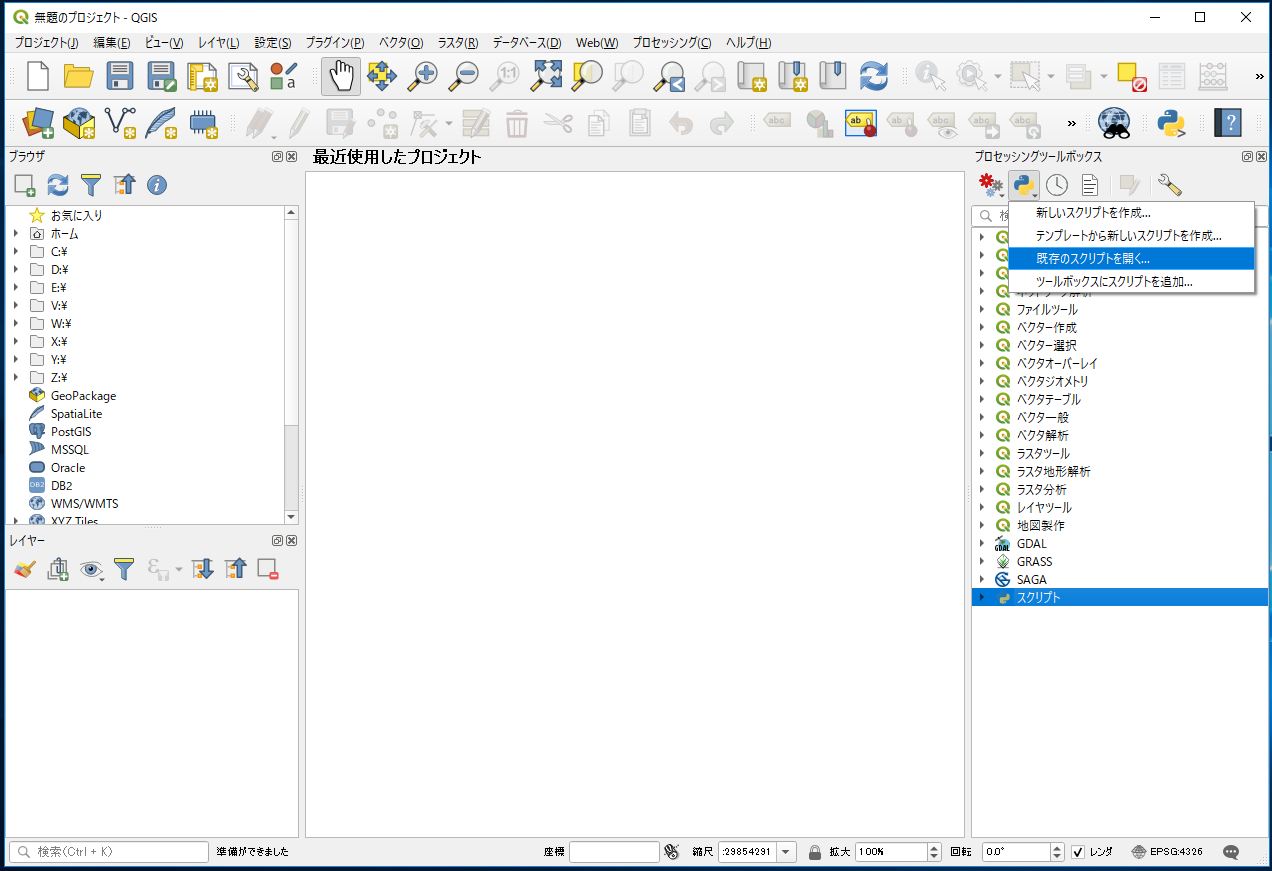 無題のプロジェクト - QGIS
プロジェクト(J) 編集(E) ビュー(V) レイヤ(L) 設定(S) プラグイン(P) ベクタ(O) ラスタ(R) データベース(D) Web(W) プロセッシング(C) ヘルプ(H)
1:1
a
»
abc ab ab abc abc abc » ?
ブラウザ
お気に入り
ホーム
C:¥
D:¥
E:¥
V:¥
W:¥
X:¥
Y:¥
Z:¥
GeoPackage
SpatiaLite
PostGIS
MSSQL
Oracle
DB2 DB2
WMS/WMTS
XYZ Tiles
レイヤー
最近使用したプロジェクト
プロセッシングツールボックス
新しいスクリプトを作成...
テンプレートから新しいスクリプトを作成...
既存のスクリプトを開く...
ツールボックスにスクリプトを追加...
ファイルツール
ベクター作成
ベクター選択
ベクタオーバーレイ
ベクタジオメトリ
ベクタテーブル
ベクタ一般
ベクタ解析
ラスタツール
ラスタ地形解析
ラスタ分析
レイヤツール
地図製作
GDAL GDAL
GRASS
SAGA
スクリプト
検索(Ctrl + K) 準備ができました 座標 縮尺 :29854291 拡大 100% 回転 0.0° レンダ EPSG:4326